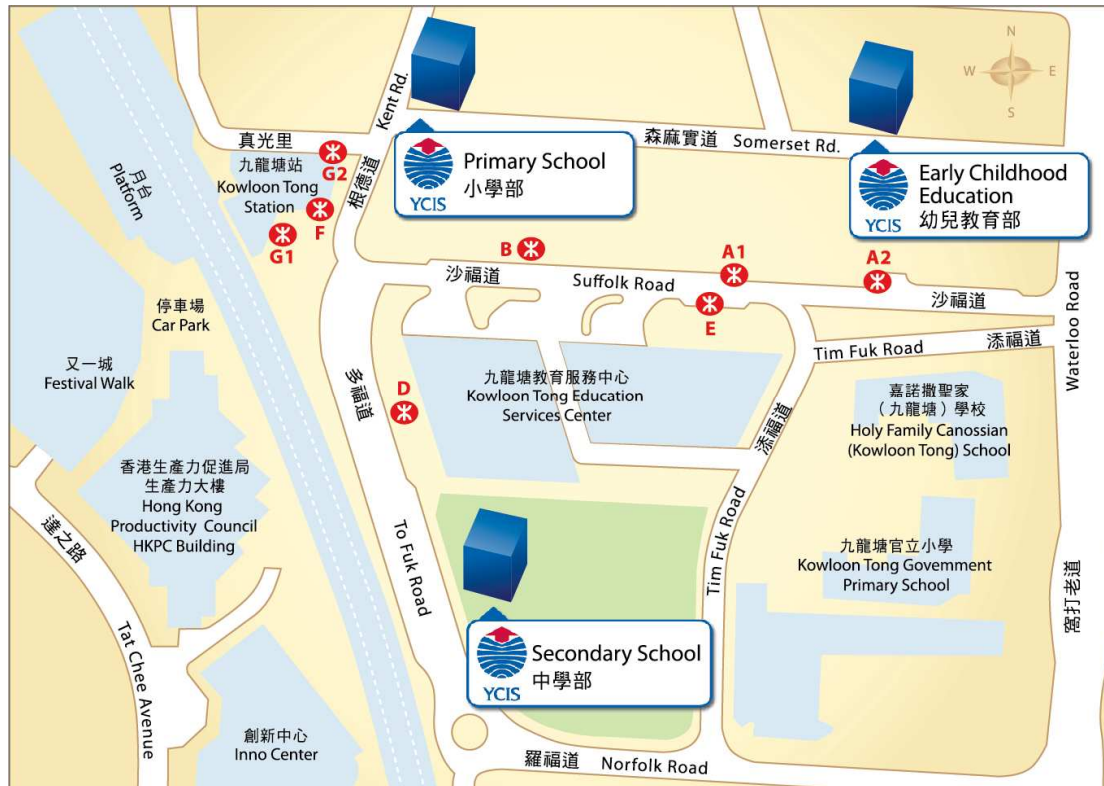 N
W
E
S
Kent Rd.
根德道
真光里
九龍塘站
Kowloon Tong
Station
G2
F
G1
月台
Platform
YCIS
Primary School
小學部
森麻實道 Somerset Rd.
YCIS
Early Childhood
Education
幼兒教育部
B
A1
A2
E
沙福道
Suffolk Road
沙福道
Waterloo Road
停車場
Car Park
又一城
Festival Walk
多福道
D
九龍塘教育服務中心
Kowloon Tong Education
Services Center
Tim Fuk Road
添福道
添福道
嘉諾撒聖家
（九龍塘）學校
Holy Family Canossian
(Kowloon Tong) School
香港生產力促進局
生產力大樓
Hong Kong
Productivity Council
HKPC Building
達之路
To Fuk Road
Tim Fuk Road
九龍塘官立小學
Kowloon Tong Govemment
Primary School
窩打老道
YCIS
Secondary School
中學部
Tat Chee Avenue
創新中心
Inno Center
羅福道 Norfolk Road